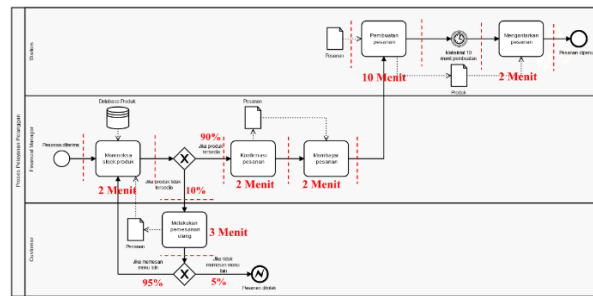 Proses Pelayanan Pelanggan
Financial Manager
Customer
Pesanan
Pembuatan
pesanan
Maksimal 10
menit pembuatan
Mengantarkan
pesanan
10 Menit
Produk
2 Menit
Database Produk
Pesanan
Pesanan diterima
Memeriksa
stock produk
90%
Jika produk
tersedia
Konfirmasi
pesanan
Membayar
pesanan
Jika produk tidak
tersedia
2 Menit
10%
2 Menit
2 Menit
Pesanan
Melakukan
pemesanan
ulang
3 Menit
Jika memesan
menu lain
Jika tidak
memesan menu
lain
95%
5%
Pesanan ditolak